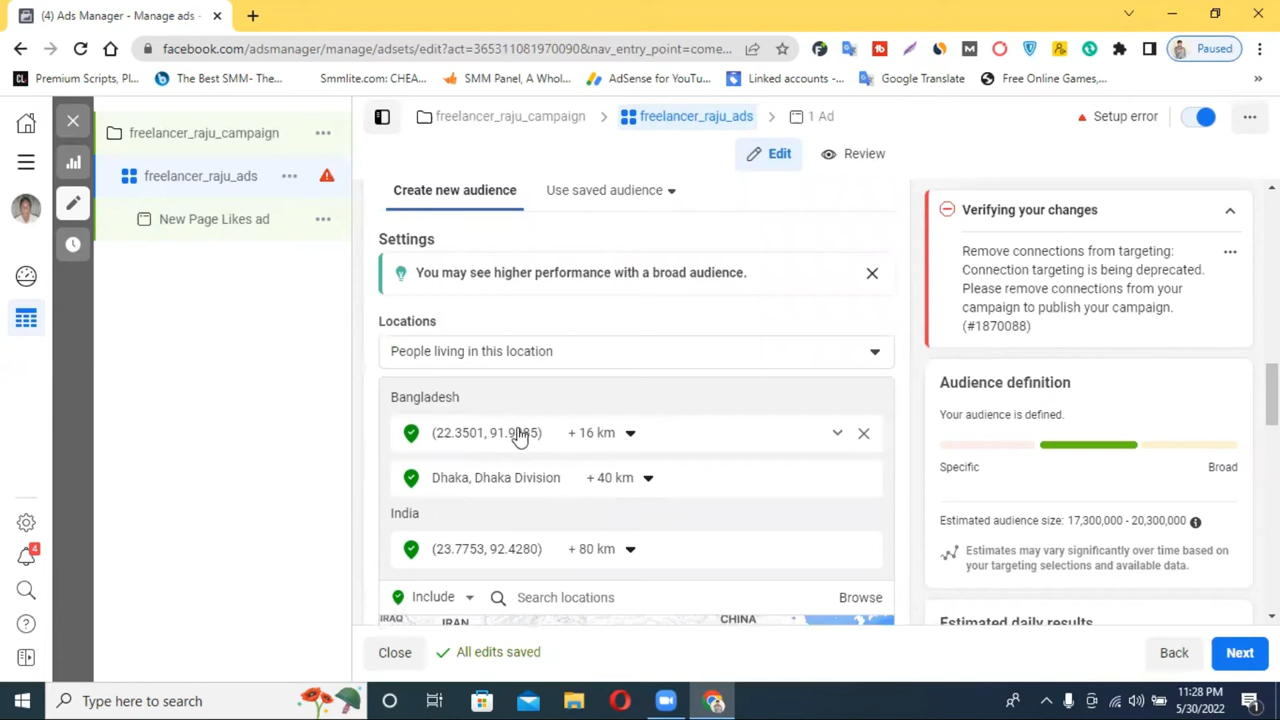 (4) Ads Manager - Manage ads -
facebook.com/adsmanager/manage/adsets/edit?act=3653110819700908&nav_entry_point=come...
Paused
Premium Scripts, Pl...
The Best SMM- The...
Smmlite.com: CHEA...
SMM Panel, A Whol...
AdSense for YouTu...
Linked accounts -...
Google Translate
Free Online Games,...
»
freelancer_raju_campaign
freelancer_raju_ads
New Page Likes ad
4
freelancer_raju_campaign > freelancer_raju_ads > 1 Ad
Setup error
Edit
Review
Create new audience
Use saved audience
Settings
You may see higher performance with a broad audience.
Locations
People living in this location
Bangladesh
+ 16 km
Dhaka, Dhaka Division + 40 km
India
(23.7753, 92.4280) + 80 km
Include
Search locations
Browse
IRAQ
IRAN
CHINA
Verifying your changes
Remove connections from targeting:
Connection targeting is being deprecated.
Please remove connections from your
campaign to publish your campaign.
(#1870088)
Audience definition
Your audience is defined.
Specific
Broad
Estimated audience size: 17,300,000 - 20,300,000
Estimates may vary significantly over time based on
your targeting selections and available data.
Estimated daily results
Close
All edits saved
Back
Next
Type here to search
11:28 PM
5/30/2022
1